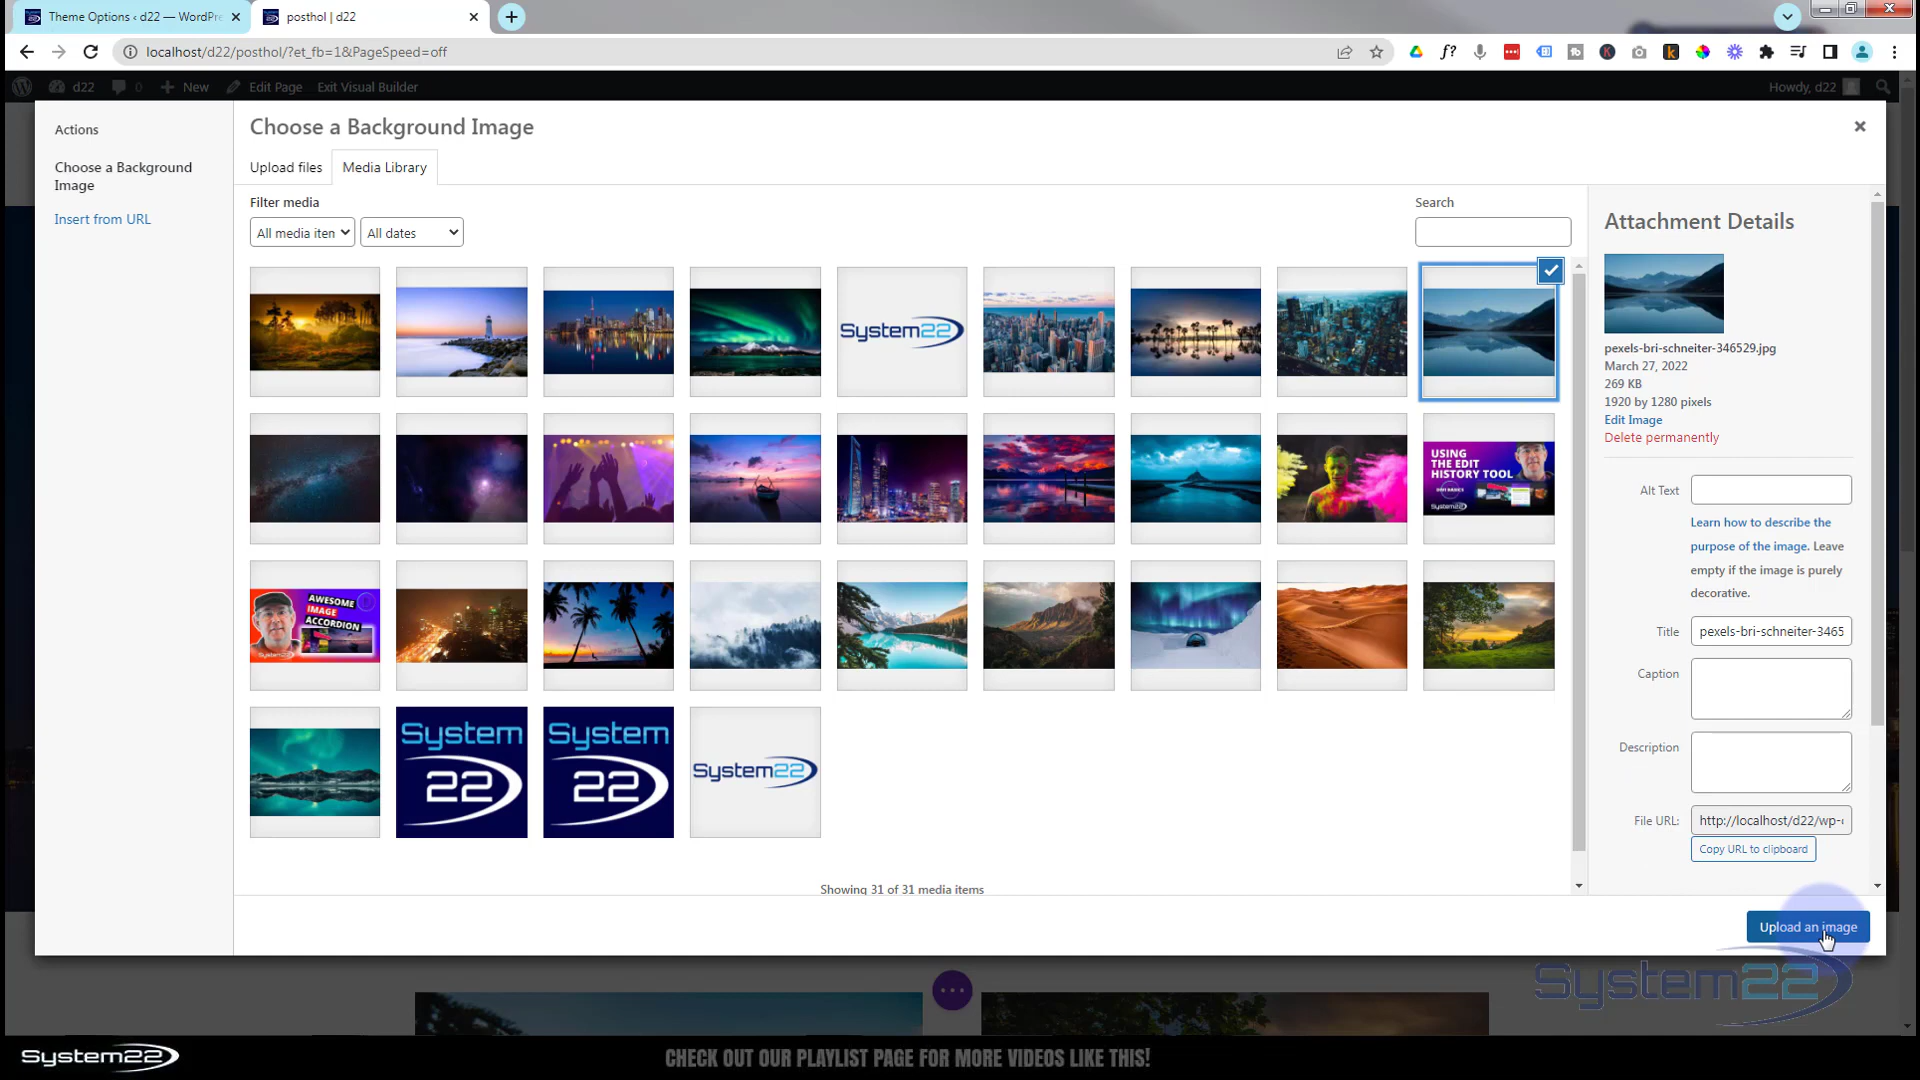 Theme Options ‹ d22 — WordPre
posthol | d22
localhost/d22/posthol/?et_fb=1&PageSpeed=off
d22
0
New
Edit Page
Exit Visual Builder
Howdy, d22
Actions
Choose a Background
Image
Insert from URL
Choose a Background Image
Upload files
Media Library
Filter media
All media iten
All dates
Search
System22
USING
THE EDIT
HISTORY TOOL
DIVI BASICS
System22
AWESOME
IMAGE
ACCORDION
System22
System
22
System
22
System22
Showing 31 of 31 media items
Attachment Details
pexels-bri-schneiter-346529.jpg
March 27, 2022
269 KB
1920 by 1280 pixels
Edit Image
Delete permanently
Alt Text
Learn how to describe the
purpose of the image. Leave
empty if the image is purely
decorative.
Title
pexels-bri-schneiter-3465
Caption
Description
File URL:
http://localhost/d22/wp-c
Copy URL to clipboard
Upload an image
System22
System22
CHECK OUT OUR PLAYLIST PAGE FOR MORE VIDEOS LIKE THIS!